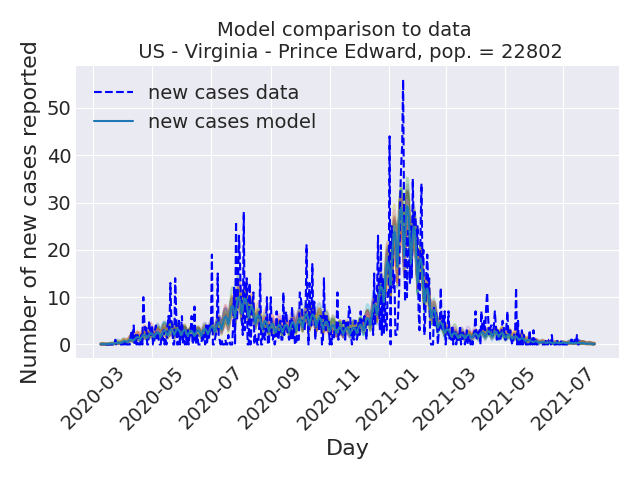 Model comparison to data
US - Virginia - Prince Edward, pop. = 22802
Number of new cases reported
new cases data
new cases model
50
40
30
20
10
0
2020-03
2020-05
2020-07
2020-09
2020-11
2021-01
2021-03
2021-05
2021-07
Day